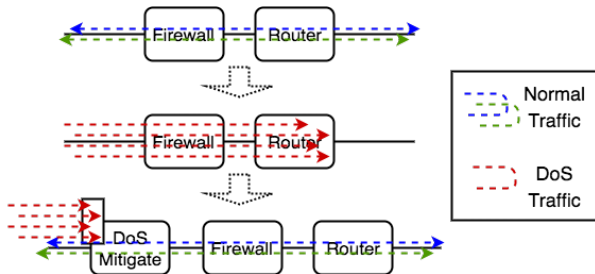 Firewall
Router
Firewall
Router
DoS
Mitigate
Firewall
Router
Normal
Traffic
DoS
Traffic